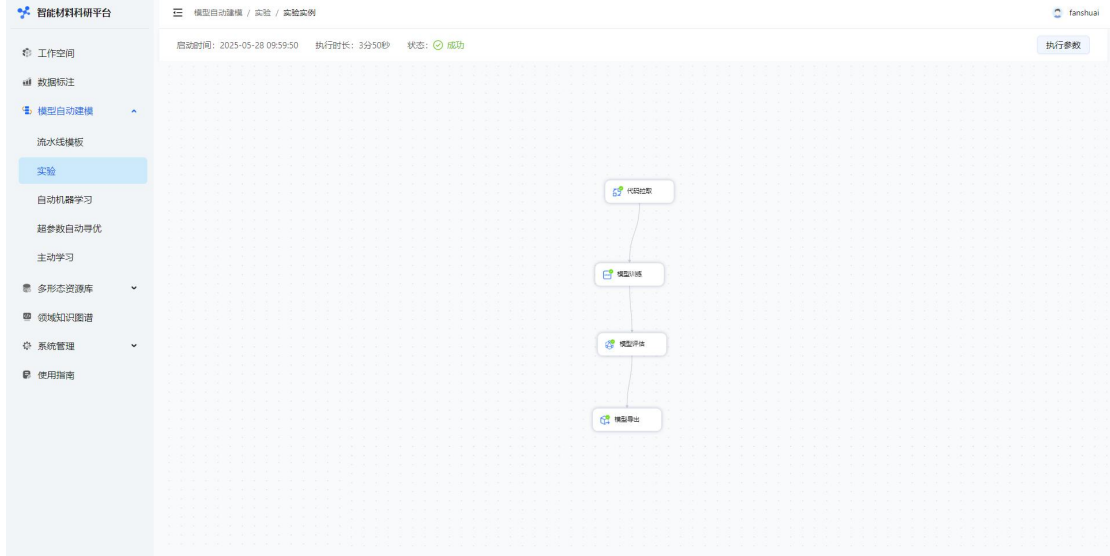 智能材料科研平台
模型自动建模 / 实验 / 实验实例
fanshuai
启动时间：2025-05-28 09:59:50 执行时长：3分50秒 状态： 成功
执行参数
工作空间
数据标注
模型自动建模
流水线模板
实验
自动机器学习
超参数自动寻优
主动学习
多形态资源库
领域知识图谱
系统管理
使用指南
代码拉取
模型训练
模型评估
模型导出